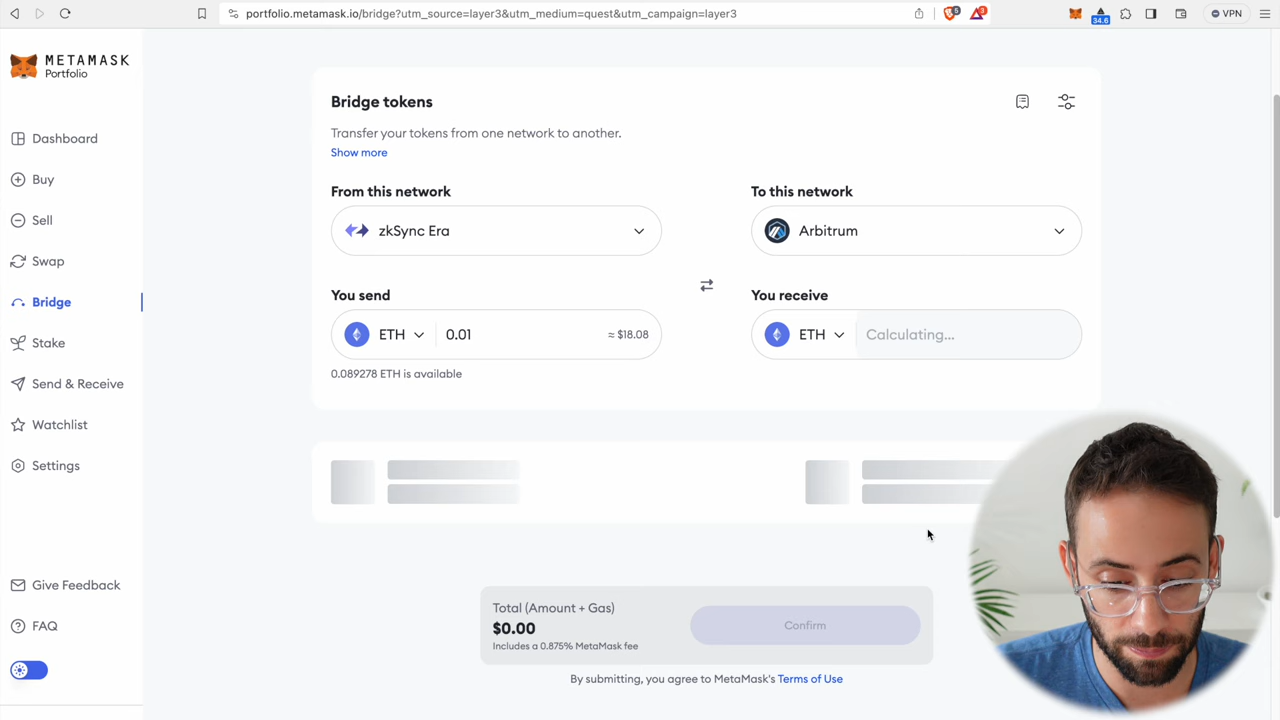 portfolio.metamask.io/bridge?utm_source=layer3&utm_medium=quest&utm_campaign=layer3
5
3
34.6
VPN
METAMASK
Portfolio
Dashboard
Buy
Sell
Swap
Bridge
Stake
Send & Receive
Watchlist
Settings
Give Feedback
FAQ
Bridge tokens
Transfer your tokens from one network to another.
Show more
From this network
zkSync Era
To this network
Arbitrum
You send
ETH
0.01
≈ $18.08
0.089278 ETH is available
You receive
ETH
Calculating...
Total (Amount + Gas)
$0.00
Includes a 0.875% MetaMask fee
Confirm
By submitting, you agree to MetaMask's Terms of Use